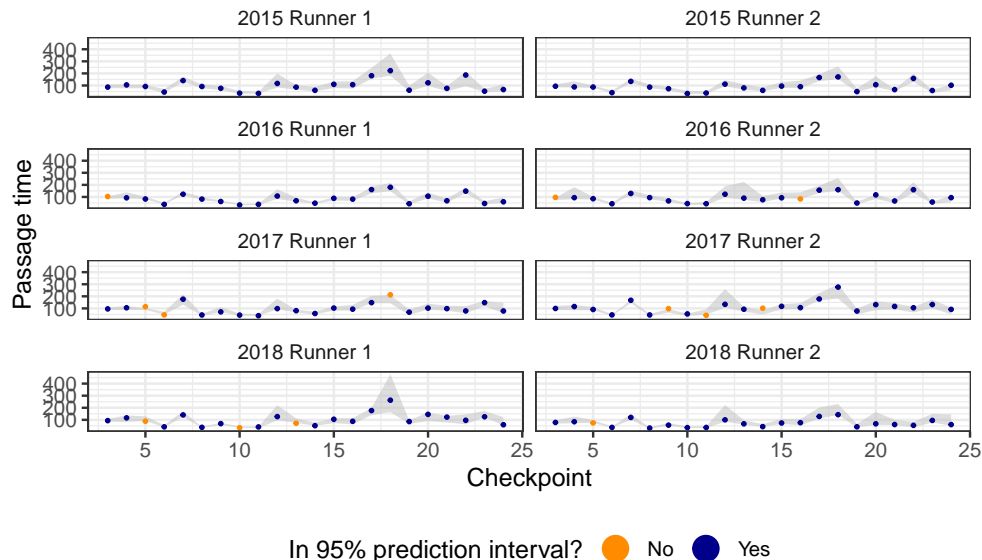 2015 Runner 1
2015 Runner 2
400
300
200
100
2016 Runner 1
2016 Runner 2
400
300
200
100
2017 Runner 1
2017 Runner 2
400
300
200
100
2018 Runner 1
2018 Runner 2
400
300
200
100
Passage time
5 10 15 20 25
5 10 15 20 25
Checkpoint
In 95% prediction interval? No Yes